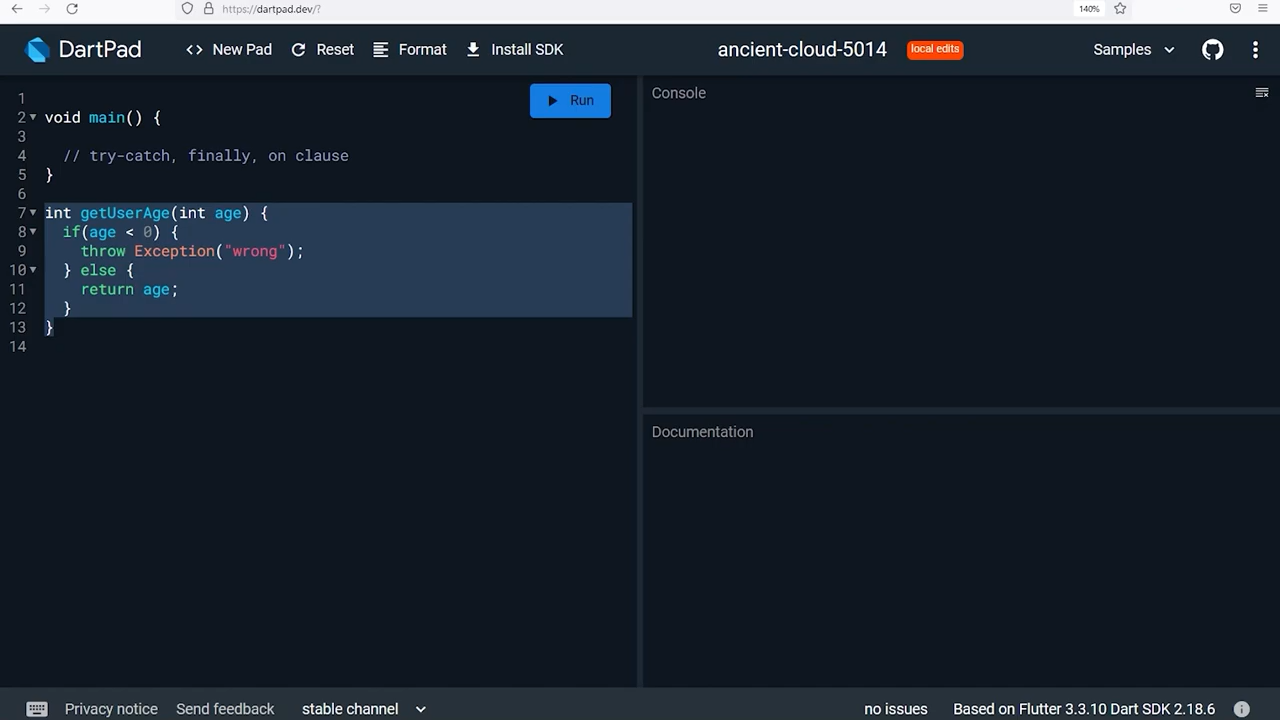 https://dartpad.dev/?
140%
DartPad
<> New Pad
Reset
Format
Install SDK
ancient-cloud-5014
local edits
Samples
Run
1
2 void main() {
3
4 // try-catch, finally, on clause
5 }
6
7 int getUserAge(int age) {
8 if(age < 0) {
9 throw Exception("wrong");
10 } else {
11 return age;
12 }
13 }
14
Console
Documentation
Privacy notice
Send feedback
stable channel
no issues
Based on Flutter 3.3.10 Dart SDK 2.18.6